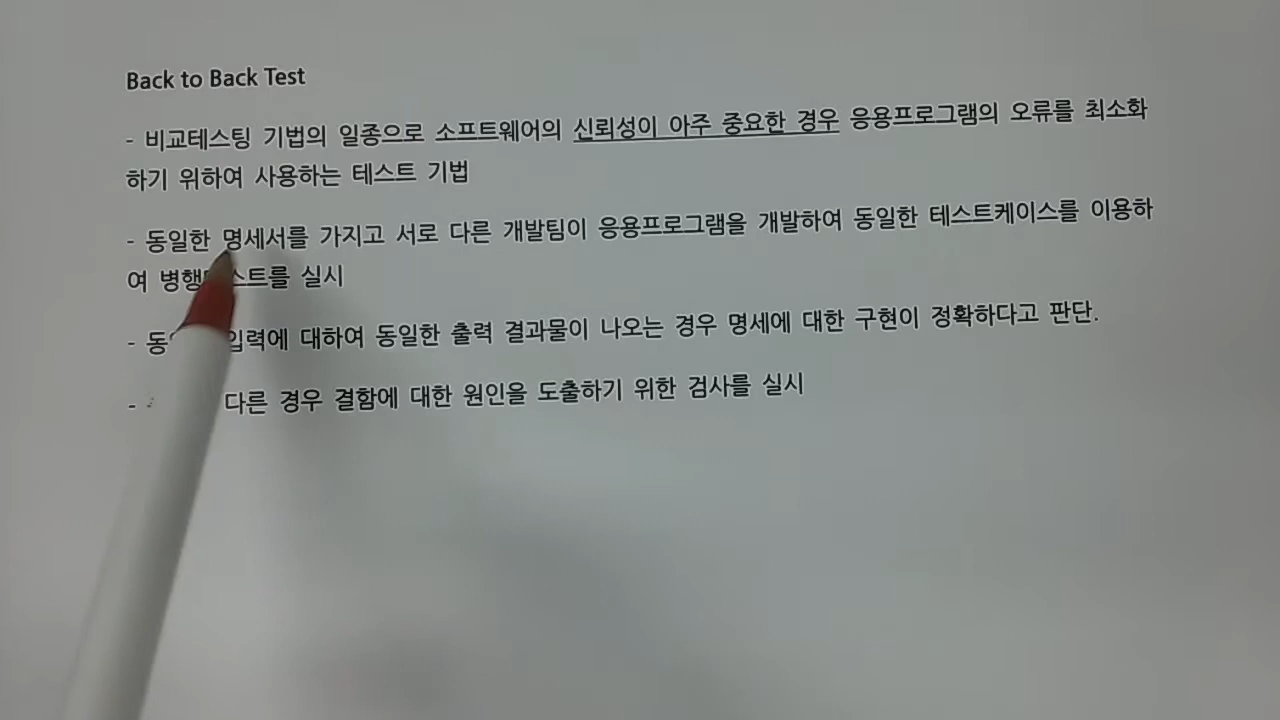 Back to Back Test
- 비교테스팅 기법의 일종으로 소프트웨어의 신뢰성이 아주 중요한 경우 응용프로그램의 오류를 최소화
하기 위하여 사용하는 테스트 기법
- 동일한 명세서를 가지고 서로 다른 개발팀이 응용프로그램을 개발하여 동일한 테스트케이스를 이용하
여 병행테스트를 실시
- 입력에 대하여 동일한 출력 결과물이 나오는 경우 명세에 대한 구현이 정확하다고 판단.
- 다른 경우 결함에 대한 원인을 도출하기 위한 검사를 실시